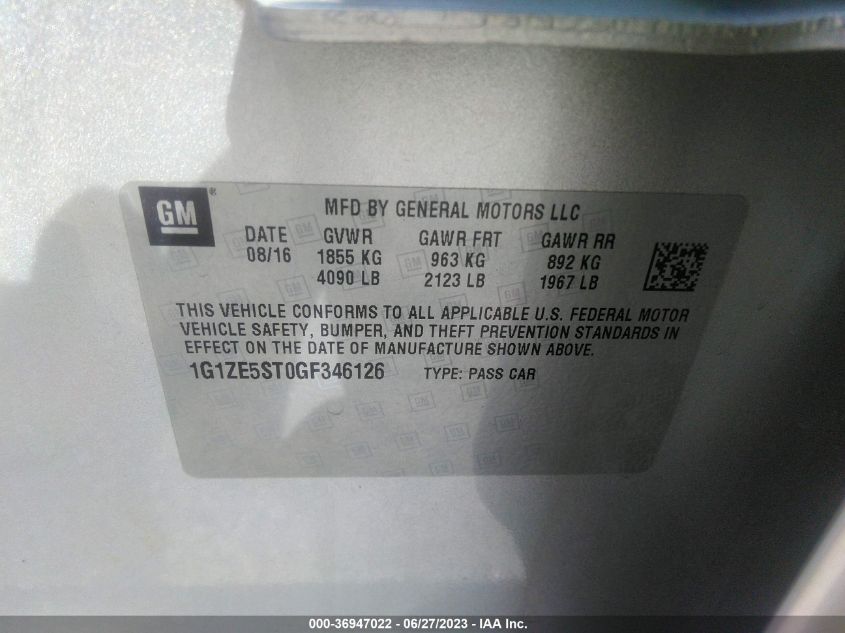 GM®
MFD BY GENERAL MOTORS LLC
DATE GVWR GAWR FRT GAWR RR
08/16 1855 KG 963 KG 892 KG
4090 LB 2123 LB 1967 LB
THIS VEHICLE CONFORMS TO ALL APPLICABLE U.S. FEDERAL MOTOR
VEHICLE SAFETY, BUMPER, AND THEFT PREVENTION STANDARDS IN
EFFECT ON THE DATE OF MANUFACTURE SHOWN ABOVE.
1G1ZE5ST0GF346126 TYPE: PASS CAR
000-36947022 - 06/27/2023 - IAA Inc.